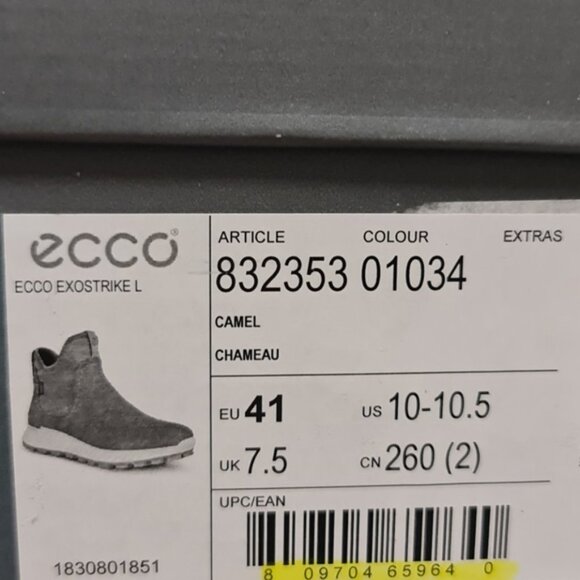 ecco®
ECCO EXOSTRIKE L
ARTICLE COLOUR EXTRAS
832353 01034
CAMEL
CHAMEAU
EU 41 US 10-10.5
UK 7.5 CN 260 (2)
UPC/EAN
8 09704 65964 0
1830801851